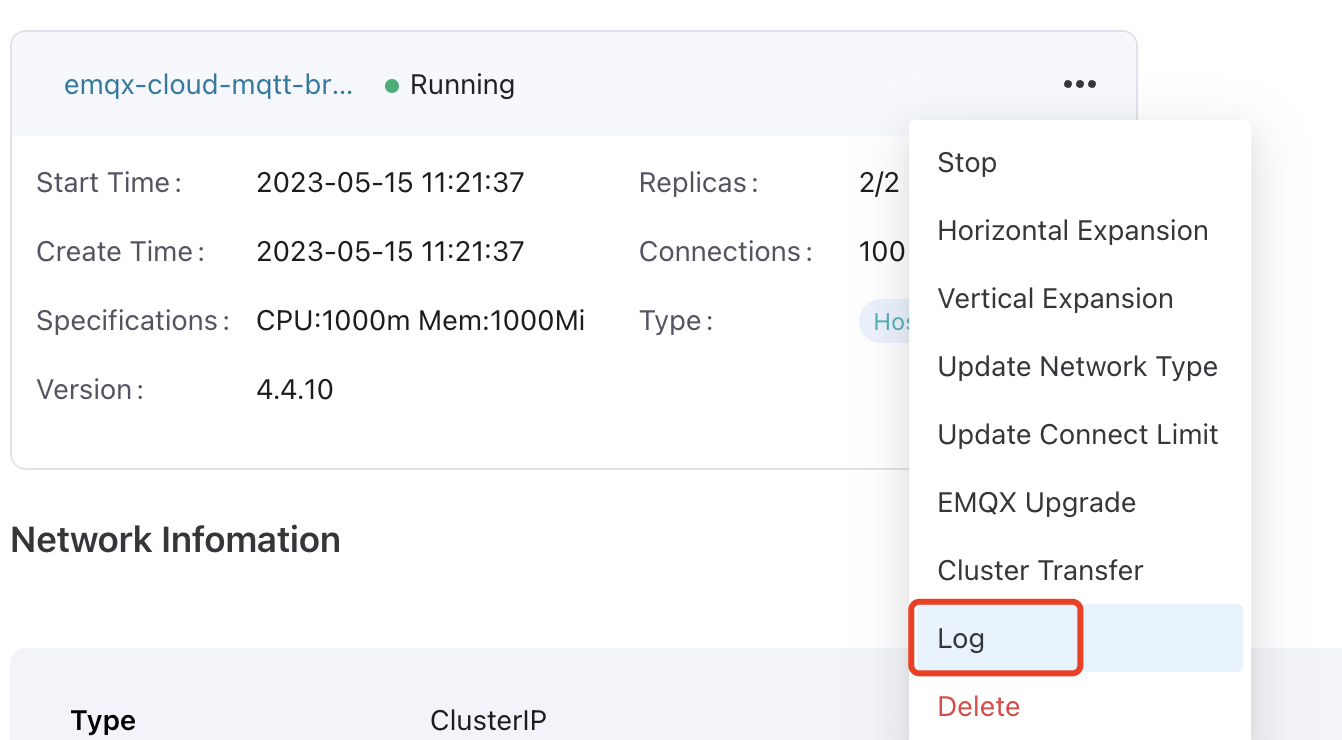 emqx-cloud-mqtt-br... Running •••
Start Time: 2023-05-15 11:21:37 Replicas: 2/2
Create Time: 2023-05-15 11:21:37 Connections: 100
Specifications: CPU:1000m Mem:1000Mi Type: Hos
Version: 4.4.10
Stop
Horizontal Expansion
Vertical Expansion
Update Network Type
Update Connect Limit
EMQX Upgrade
Cluster Transfer
Log
Delete
Network Infomation
Type ClusterIP